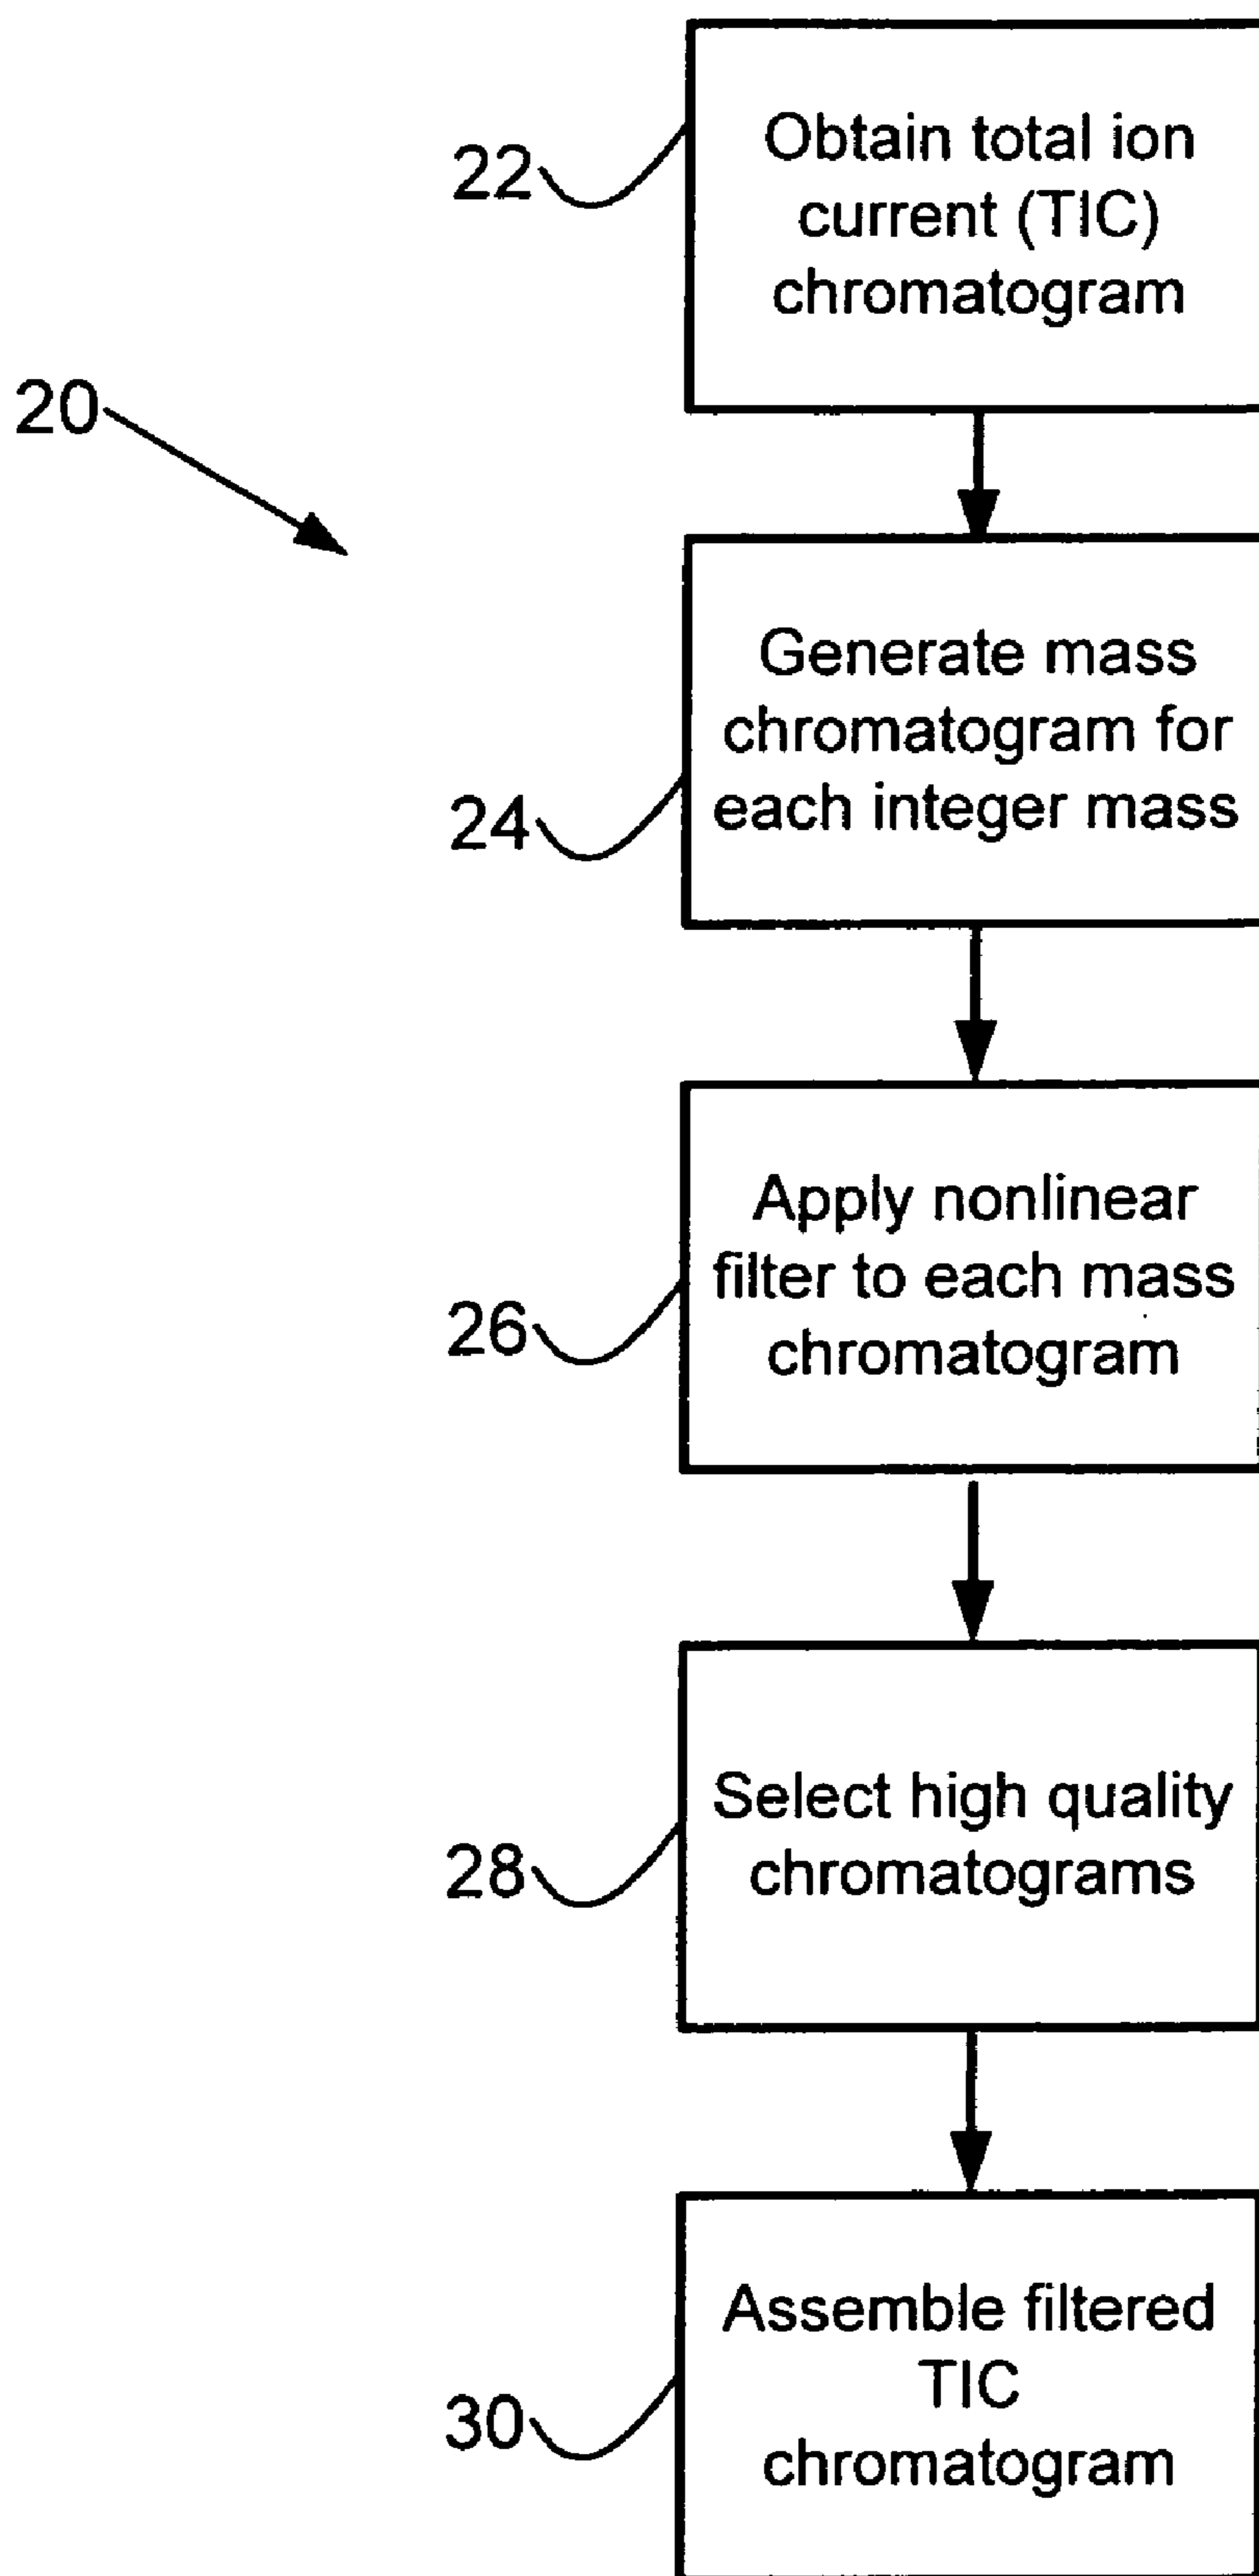 22
Obtain total ion
current (TIC)
chromatogram
20
Generate mass
chromatogram for
each integer mass
24
Apply nonlinear
filter to each mass
chromatogram
26
Select high quality
chromatograms
28
Assemble filtered
TIC
chromatogram
30